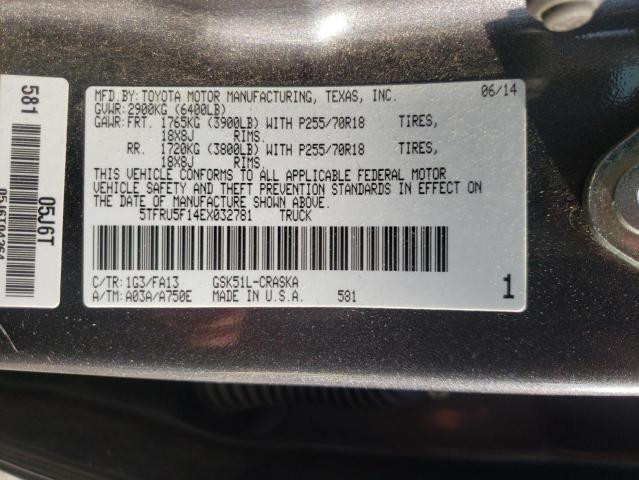 MFD BY: TOYOTA MOTOR MANUFACTURING, TEXAS, INC. 06/14
GVWR: 2900KG (6400LB)
GAWR: FRT. 1765KG (3900LB) WITH P255/70R18 TIRES,
18X8J RIMS.
RR. 1720KG (3800LB) WITH P255/70R18 TIRES,
18X8J RIMS.
THIS VEHICLE CONFORMS TO ALL APPLICABLE FEDERAL MOTOR
VEHICLE SAFETY AND THEFT PREVENTION STANDARDS IN EFFECT ON
THE DATE OF MANUFACTURE SHOWN ABOVE.
5TFRU5F14EX032781 TRUCK
C/TR: 1G3/FA13 GSK51L-CRASKA
A/TM: A03A/A750E MADE IN U.S.A. 581 1
581
05J6T